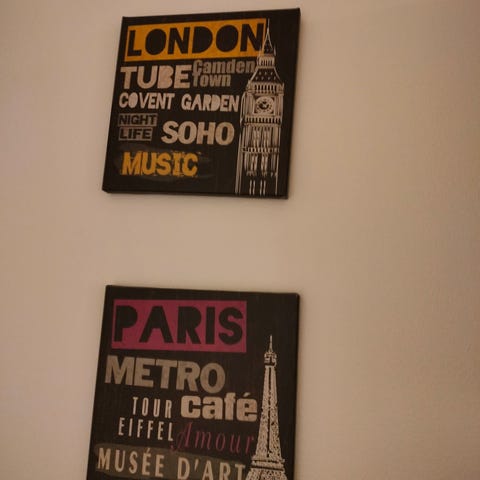 LONDON
TUBE Camden Town
COVENT GARDEN
NIGHT LIFE SOHO
MUSIC
PARIS
METRO
TOUR EIFFEL café
Amour
MUSÉE D'ART